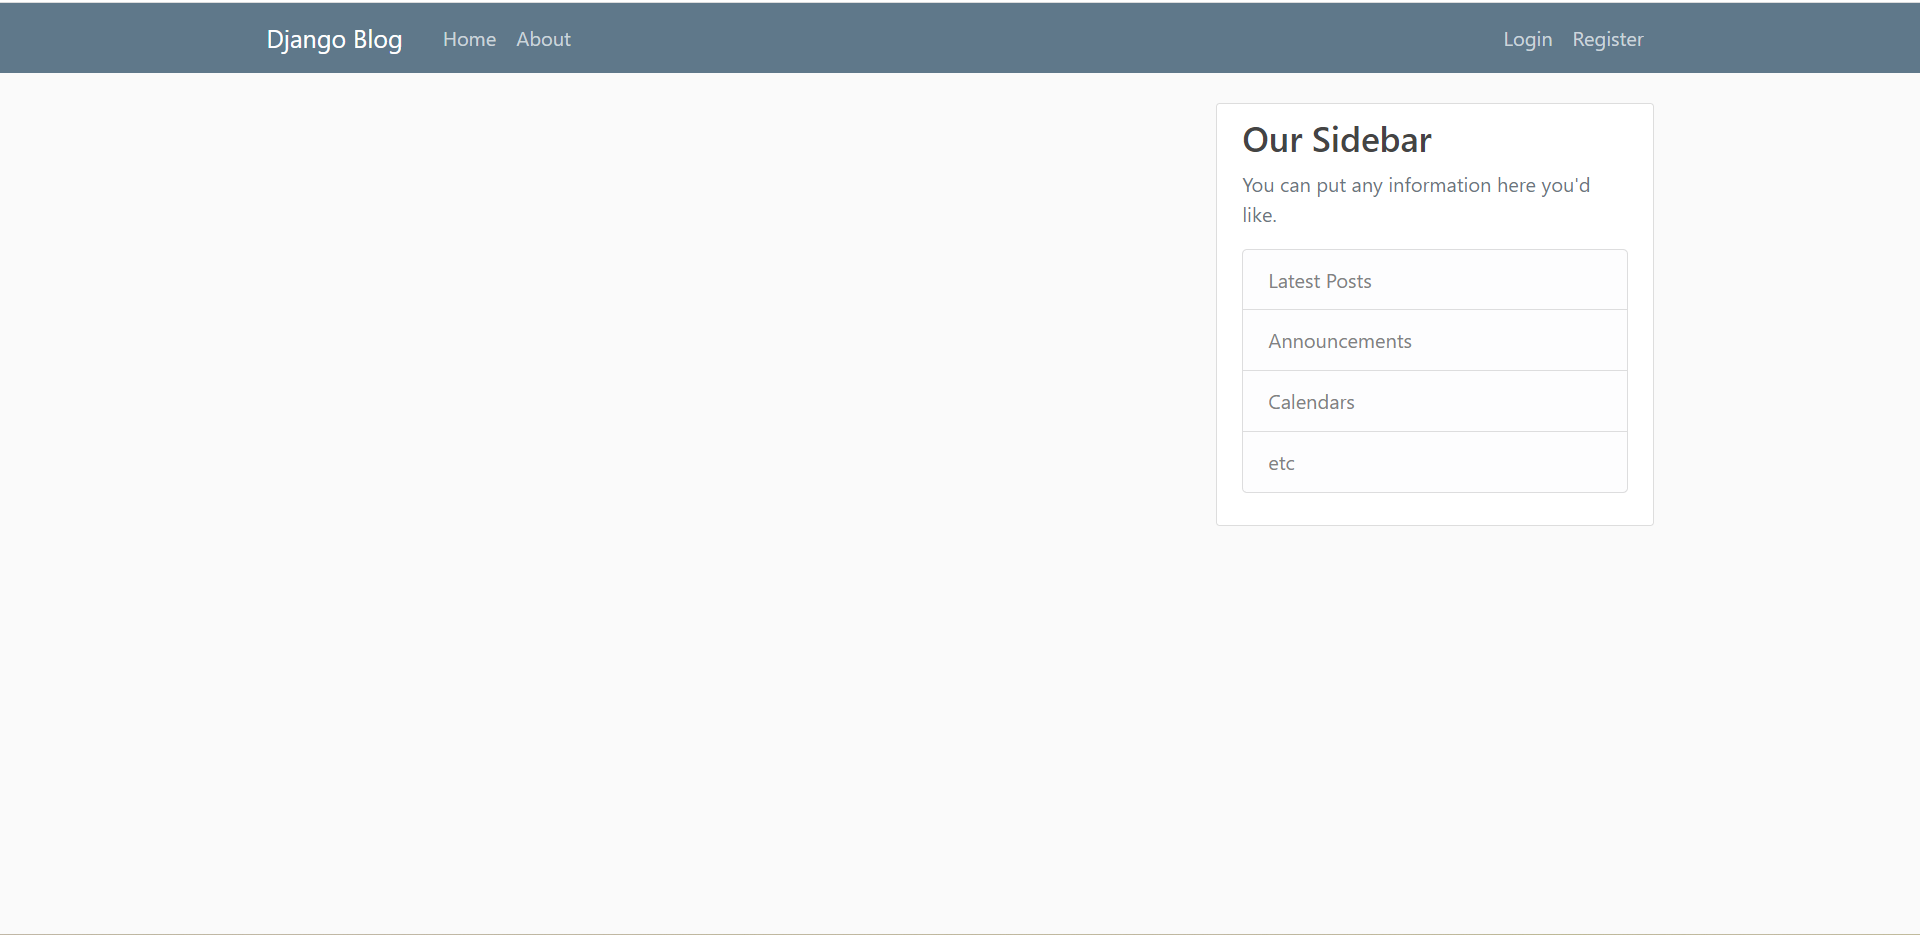 Django Blog Home About Login Register
Our Sidebar
You can put any information here you'd
like.
Latest Posts
Announcements
Calendars
etc